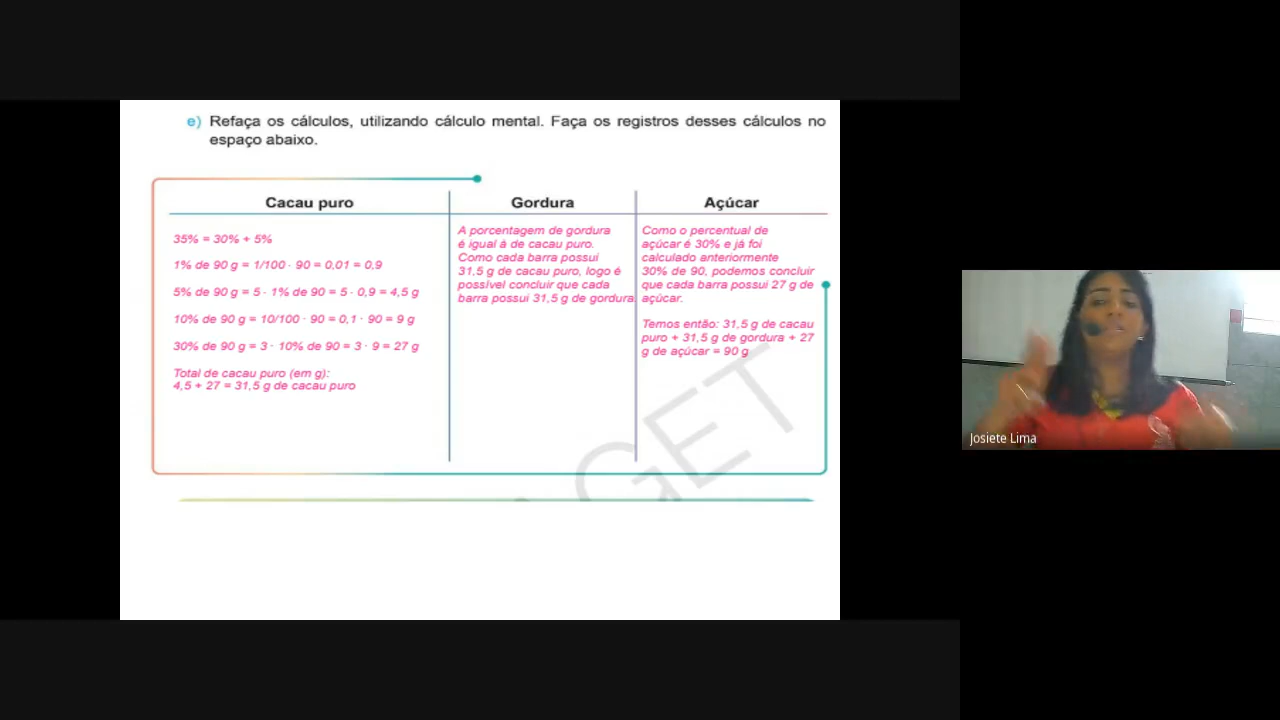 e) Refaça os cálculos, utilizando cálculo mental. Faça os registros desses cálculos no
espaço abaixo.
Cacau puro
35% = 30% + 5%
1% de 90 g = 1/100 · 90 = 0,01 = 0,9
5% de 90 g = 5 · 1% de 90 = 5 · 0,9 = 4,5 g
10% de 90 g = 10/100 · 90 = 0,1 · 90 = 9 g
30% de 90 g = 3 · 10% de 90 = 3 · 9 = 27 g
Total de cacau puro (em g):
4,5 + 27 = 31,5 g de cacau puro
Gordura
A porcentagem de gordura
é igual à de cacau puro.
Como cada barra possui
31,5 g de cacau puro, logo é
possível concluir que cada
barra possui 31,5 g de gordura
Açúcar
Como o percentual de
açúcar é 30% e já foi
calculado anteriormente
30% de 90, podemos concluir
que cada barra possui 27 g de
açúcar.
Temos então: 31,5 g de cacau
puro + 31,5 g de gordura + 27
g de açúcar = 90 g
Josiete Lima